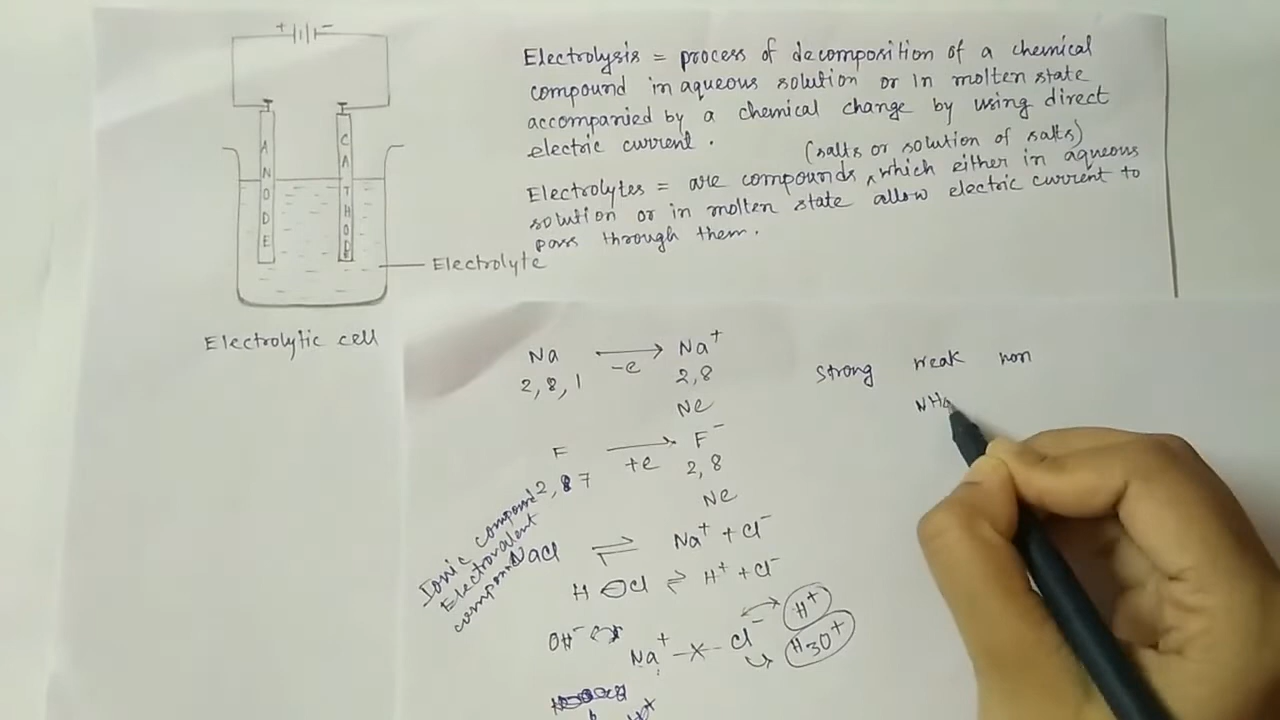 + −
ANODE
CATHODE
Electrolyte
Electrolytic cell
Electrolysis = process of decomposition of a chemical
compound in aqueous solution or in molten state
accompanied by a chemical change by using direct
electric current.
(salts or solution of salts)
Electrolytes = are compounds ^ which either in aqueous
solution or in molten state allow electric current to
pass through them.
Na ⟶ Na⁺
−e
2, 8, 1 2, 8
Ne
F ⟶ F⁻
+e
2, 8 7 2, 8
Ne
Ionic compound
Electrovalent
compound
NaCl ⇌ Na⁺ + Cl⁻
H Cl ⇌ H⁺ + Cl⁻
OH⁻ Na⁺ –x– Cl⁻ H⁺
H3O⁺
Strong weak non
NH4